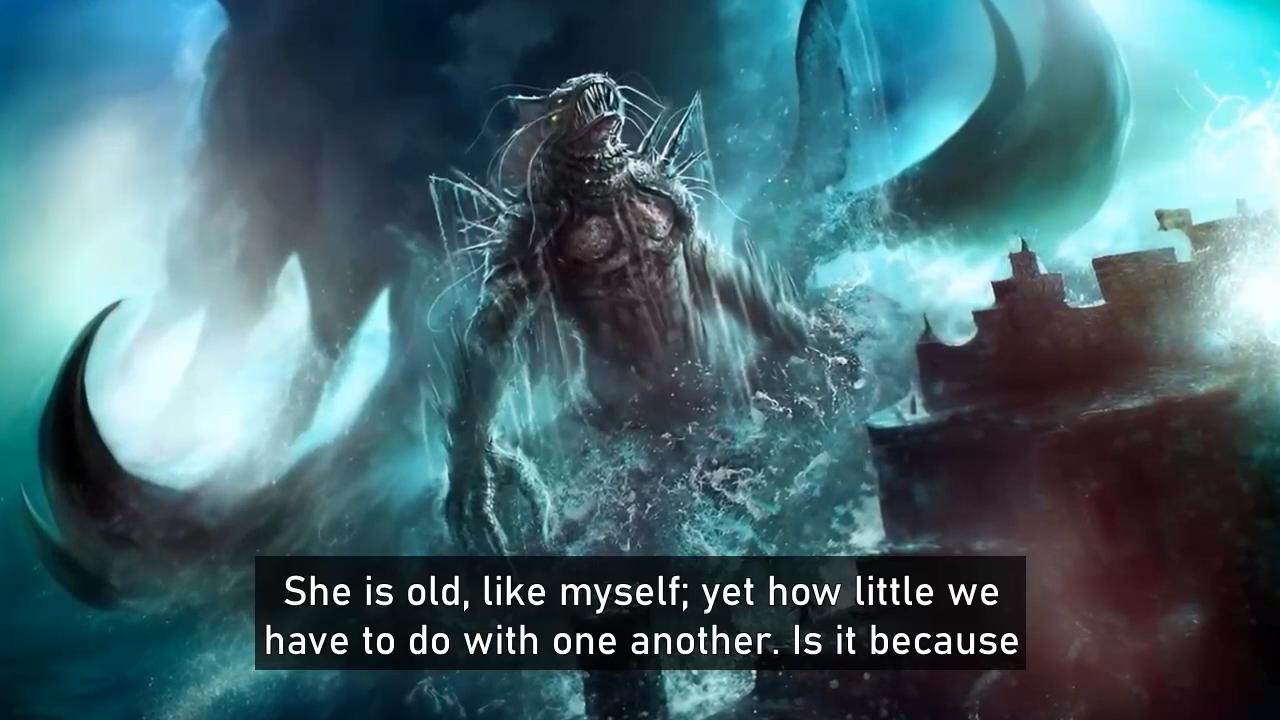 She is old, like myself; yet how little we
have to do with one another. Is it because